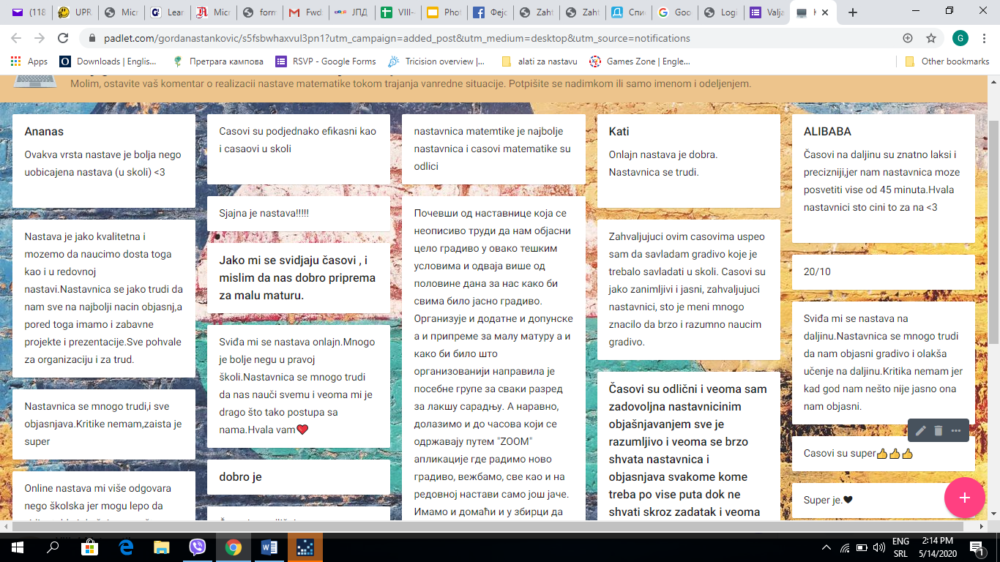 (118
UPR
Micr
Lear
Micr
form
Fwd
ЛПД
VIII-
Phot
Фејс
Zaht
Zaht
Спи
Goo
Logi
Valja
padlet.com/gordanastankovic/s5fsbwhaxvul3pn1?utm_campaign=added_post&utm_medium=desktop&utm_source=notifications
G
Apps
Downloads | Englis...
Претрага кампова
RSVP - Google Forms
Tricision overview |...
alati za nastavu
Games Zone | Engle...
Other bookmarks
Molim, ostavite vaš komentar o realizacii nastave matematike tokom trajanja vanredne situacije. Potpišite se nadimkom ili samo imenom i odeljenjem.
Ananas
Ovakva vrsta nastave je bolja nego
uobicajena nastava (u skoli) <3
Nastava je jako kvalitetna i
mozemo da naucimo dosta toga
kao i u redovnoj
nastavi.Nastavnica se jako trudi da
nam sve na najbolji nacin objasnj,a
pored toga imamo i zabavne
projekte i prezentacije.Sve pohvale
za organizaciju i za trud.
Nastavnica se mnogo trudi,i sve
objasnjava.Kritike nemam,zaista je
super
Online nastava mi više odgovara
nego školska jer mogu lepo da
Casovi su podjednako efikasni kao
i casaovi u skoli
Sjajna je nastava!!!!!
Jako mi se svidjaju časovi , i
mislim da nas dobro priprema
za malu maturu.
Sviđa mi se nastava onlajn.Mnogo
je bolje negu u pravoj
školi.Nastavnica se mnogo trudi
da nas nauči svemu i veoma mi je
drago što tako postupa sa
nama.Hvala vam❤
dobro je
nastavnica matemtike je najbolje
nastavnica i casovi matematike su
odlici
Почевши од наставнице која се
неописиво труди да нам објасни
цело градиво у овако тешким
условима и одваја више од
половине дана за нас како би
свима било јасно градиво.
Организује и додатне и допунске
а и припреме за малу матуру а и
како би било што
организованији направила је
посебне групе за сваки разред
за лакшу сарадњу. А наравно,
долазимо и до часова који се
одржавају путем "ZOOM"
апликације где радимо ново
градиво, вежбамо, све као и на
редовној настави само још јаче.
Имамо и домаћи и у збирци да
Kati
Onlajn nastava je dobra.
Nastavnica se trudi.
Zahvaljujuci ovim casovima uspeo
sam da savladam gradivo koje je
trebalo savladati u skoli. Casovi su
jako zanimljivi i jasni, zahvaljujuci
nastavnici, sto je meni mnogo
znacilo da brzo i razumno naucim
gradivo.
Časovi su odlični i veoma sam
zadovoljna nastavnicinim
objašnjavanjem sve je
razumljivo i veoma se brzo
shvata nastavnica i
objasnjava svakome kome
treba po vise puta dok ne
shvati skroz zadatak i veoma
ALIBABA
Časovi na daljinu su znatno laksi i
precizniji,jer nam nastavnica moze
posvetiti vise od 45 minuta.Hvala
nastavnici sto cini to za na <3
20/10
Sviđa mi se nastava na
daljinu.Nastavnica se mnogo trudi
da nam objasni gradivo i olakša
učenje na daljinu.Kritika nemam jer
kad god nam nešto nije jasno ona
nam objasni.
Casovi su super👍👍👍
Super je.♥
ENG
SRL
2:14 PM
5/14/2020
1